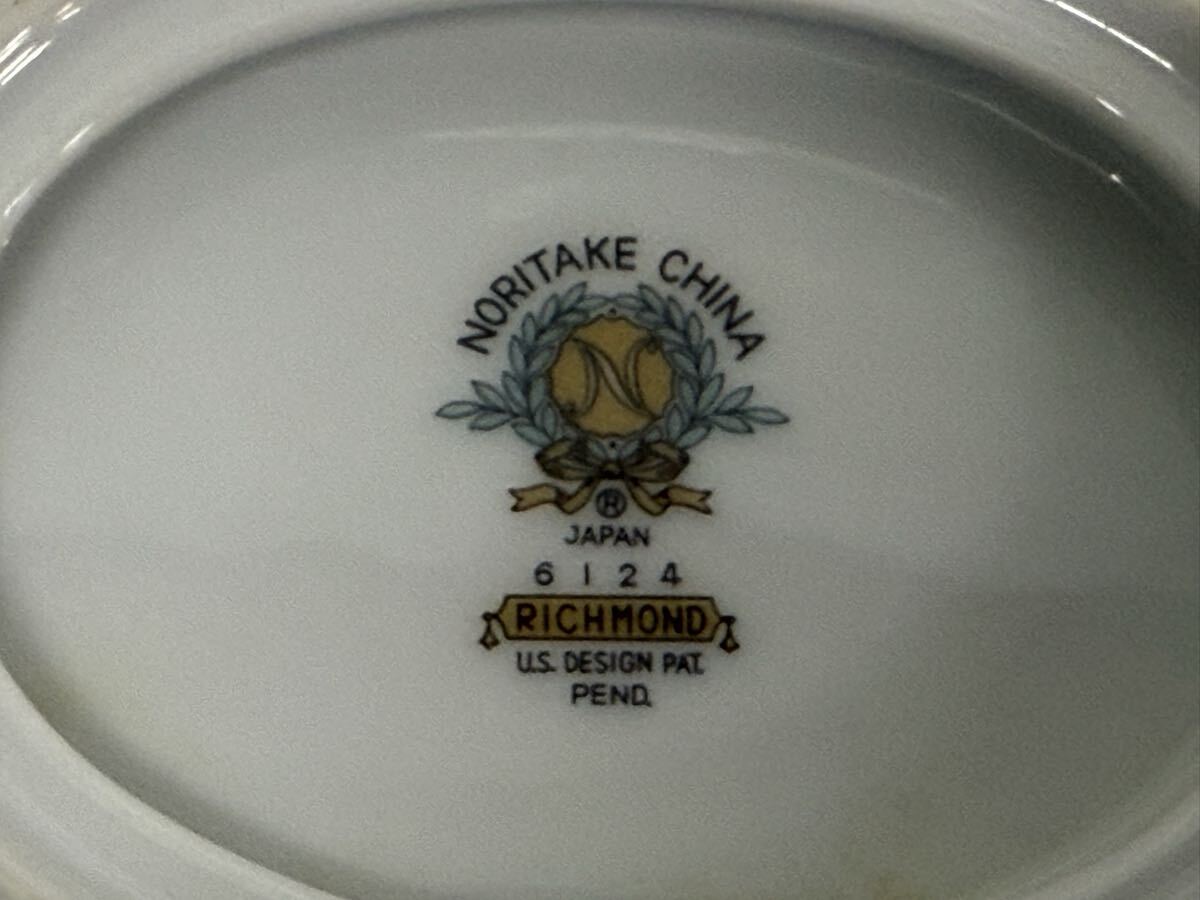 NORITAKE CHINA
N
®
JAPAN
6124
RICHMOND
U.S. DESIGN PAT.
PEND.